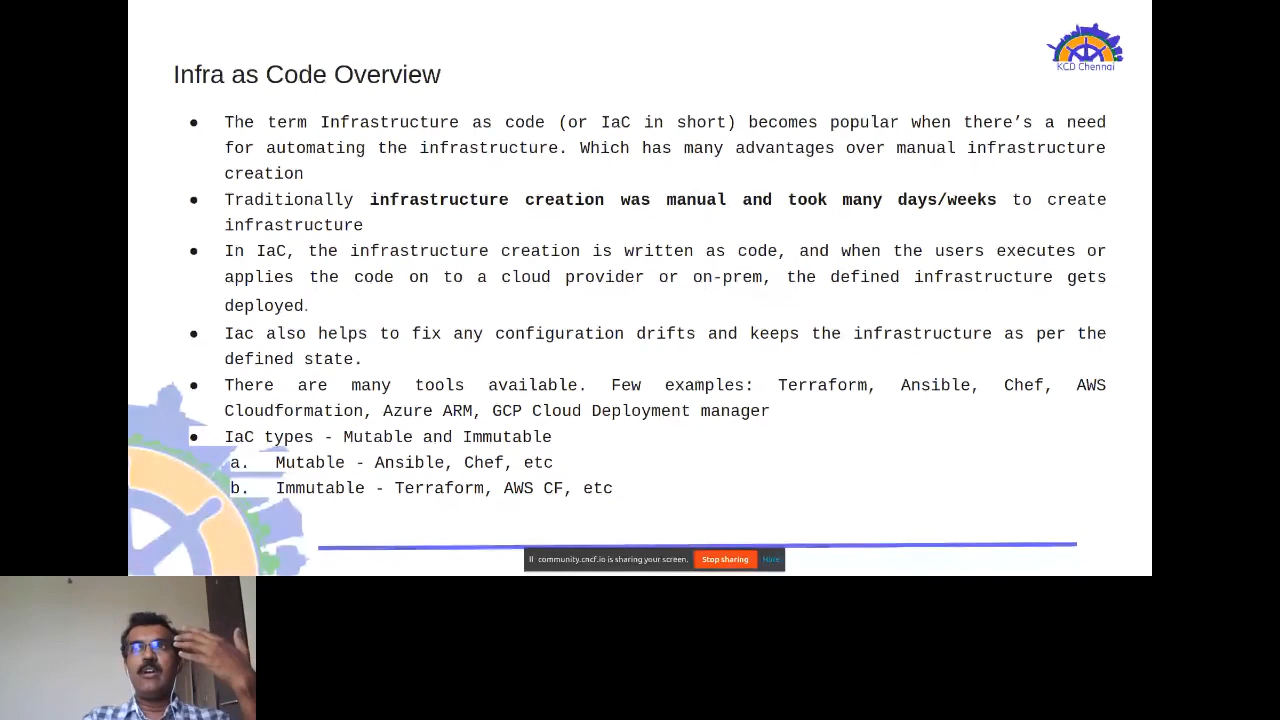 KCD Chennai
Infra as Code Overview
● The term Infrastructure as code (or IaC in short) becomes popular when there’s a need
for automating the infrastructure. Which has many advantages over manual infrastructure
creation
● Traditionally infrastructure creation was manual and took many days/weeks to create
infrastructure
● In IaC, the infrastructure creation is written as code, and when the users executes or
applies the code on to a cloud provider or on-prem, the defined infrastructure gets
deployed.
● Iac also helps to fix any configuration drifts and keeps the infrastructure as per the
defined state.
● There are many tools available. Few examples: Terraform, Ansible, Chef, AWS
Cloudformation, Azure ARM, GCP Cloud Deployment manager
● IaC types - Mutable and Immutable
a. Mutable - Ansible, Chef, etc
b. Immutable - Terraform, AWS CF, etc
community.cncf.io is sharing your screen. Stop sharing Hide